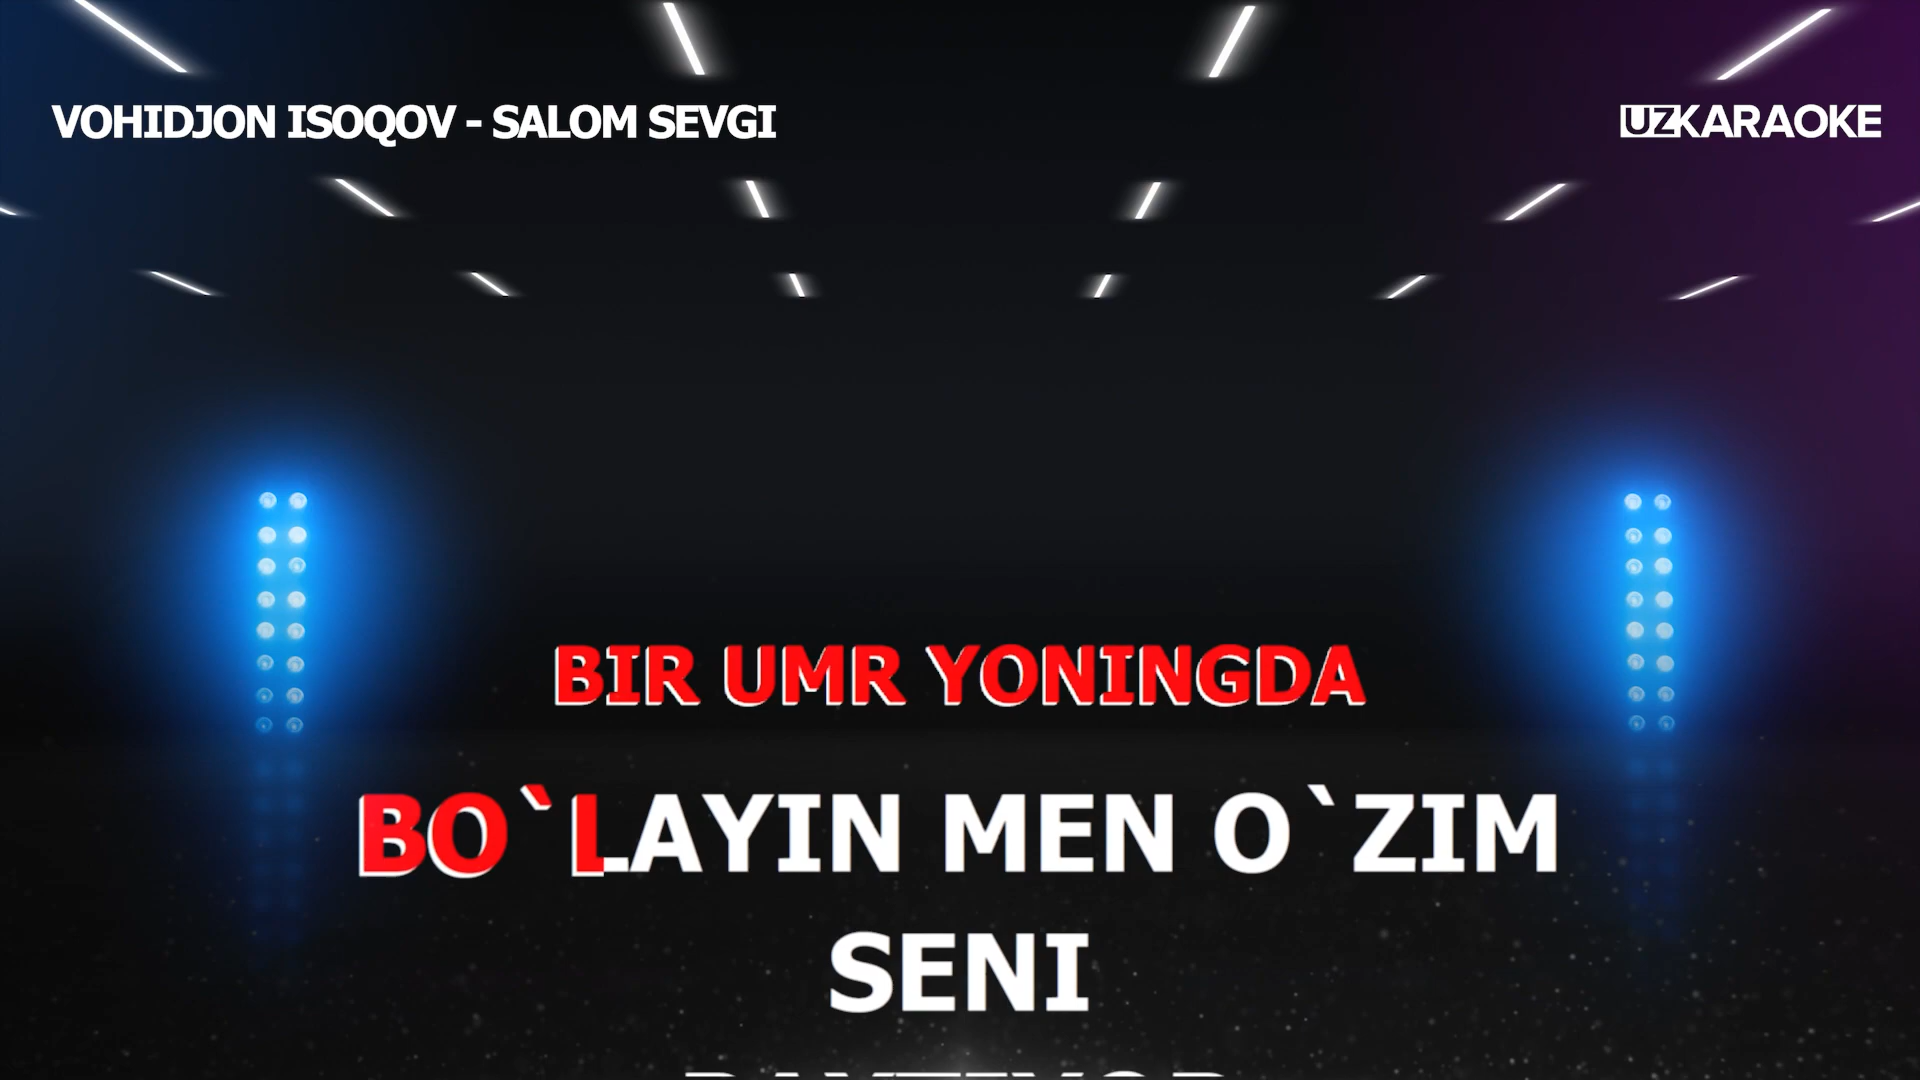 VOHIDJON ISOQOV - SALOM SEVGI
UZKARAOKE
BIR UMR YONINGDA
BO`LAYIN MEN O`ZIM
SENI